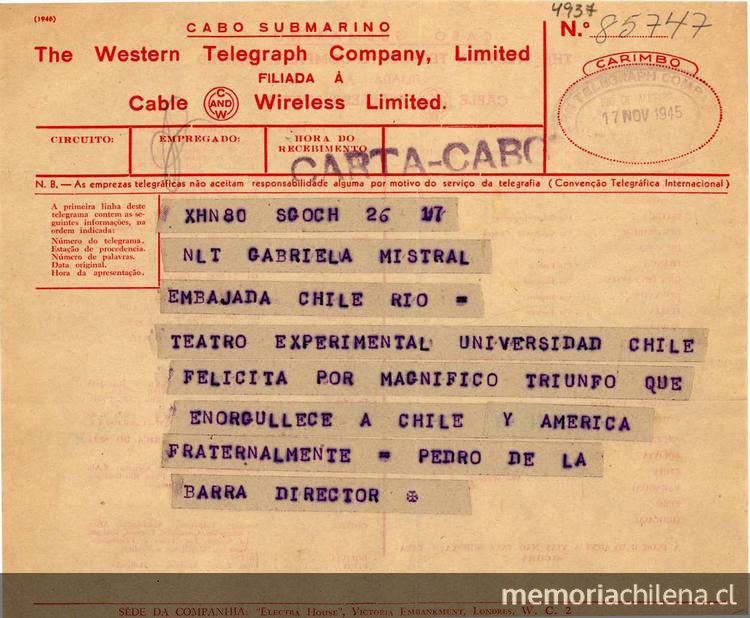 (1946)
CABO SUBMARINO
The Western Telegraph Company, Limited
FILIADA À
Cable AND Wireless Limited.
4937
N.º 85747
CARIMBO
17 NOV 1945
CIRCUITO:
EMPREGADO:
HORA DO
RECEBIMENTO
CARTA-CABO
N. B. — As emprezas telegráficas não aceitam responsabilidade alguma por motivo do serviço da telegrafia (Convenção Telegráfica Internacional)
A primeira linha deste
telegrama contem as se-
guintes informações, na
ordem indicada:
Número do telegrama.
Estação de procedencia.
Número de palavras.
Data original.
Hora da apresentação.
XHN80 SGOCH 26 17
NLT GABRIELA MISTRAL
EMBAJADA CHILE RIO =
TEATRO EXPERIMENTAL UNIVERSIDAD CHILE
FELICITA POR MAGNIFICO TRIUNFO QUE
ENORGULLECE A CHILE Y AMERICA
FRATERNALMENTE = PEDRO DE LA
BARRA DIRECTOR
memoriachilena.cl
SÉDE DA COMPANHIA: "ELECTRA HOUSE", VICTORIA EMBANKMENT, LONDRES, W. C. 2